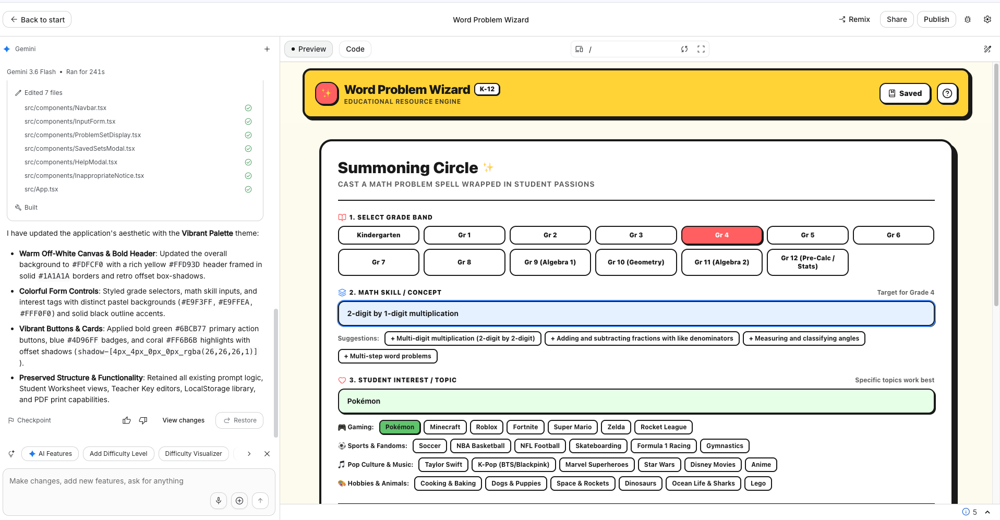 Back to start
Word Problem Wizard
Remix
Share
Publish
Gemini
Gemini 3.6 Flash • Ran for 241s
Edited 7 files
src/components/Navbar.tsx
src/components/InputForm.tsx
src/components/ProblemSetDisplay.tsx
src/components/SavedSetsModal.tsx
src/components/HelpModal.tsx
src/components/InappropriateNotice.tsx
src/App.tsx
Built
I have updated the application's aesthetic with the Vibrant Palette theme:
• Warm Off-White Canvas & Bold Header: Updated the overall
background to #FDFCF0 with a rich yellow #FFD93D header framed in
solid #1A1A1A borders and retro offset box-shadows.
• Colorful Form Controls: Styled grade selectors, math skill inputs, and
interest tags with distinct pastel backgrounds (#E9F3FF, #E9FFEA,
#FFF0F0) and solid black outline accents.
• Vibrant Buttons & Cards: Applied bold green #6BCB77 primary action
buttons, blue #4D96FF badges, and coral #FF6B6B highlights with
offset shadows (shadow-[4px_4px_0px_0px_rgba(26,26,26,1)]
).
• Preserved Structure & Functionality: Retained all existing prompt logic,
Student Worksheet views, Teacher Key editors, LocalStorage library,
and PDF print capabilities.
Checkpoint
View changes
Restore
AI Features
Add Difficulty Level
Difficulty Visualizer
Make changes, add new features, ask for anything
Preview
Code
/
Word Problem Wizard K-12
EDUCATIONAL RESOURCE ENGINE
Saved
Summoning Circle
CAST A MATH PROBLEM SPELL WRAPPED IN STUDENT PASSIONS
1. SELECT GRADE BAND
Kindergarten
Gr 1
Gr 2
Gr 3
Gr 4
Gr 5
Gr 6
Gr 7
Gr 8
Gr 9 (Algebra 1)
Gr 10 (Geometry)
Gr 11 (Algebra 2)
Gr 12 (Pre-Calc /
Stats)
2. MATH SKILL / CONCEPT
Target for Grade 4
2-digit by 1-digit multiplication
Suggestions:
+ Multi-digit multiplication (2-digit by 2-digit)
+ Adding and subtracting fractions with like denominators
+ Measuring and classifying angles
+ Multi-step word problems
3. STUDENT INTEREST / TOPIC
Specific topics work best
Pokémon
Gaming:
Pokémon
Minecraft
Roblox
Fortnite
Super Mario
Zelda
Rocket League
Sports & Fandoms:
Soccer
NBA Basketball
NFL Football
Skateboarding
Formula 1 Racing
Gymnastics
Pop Culture & Music:
Taylor Swift
K-Pop (BTS/Blackpink)
Marvel Superheroes
Star Wars
Disney Movies
Anime
Hobbies & Animals:
Cooking & Baking
Dogs & Puppies
Space & Rockets
Dinosaurs
Ocean Life & Sharks
Lego
5